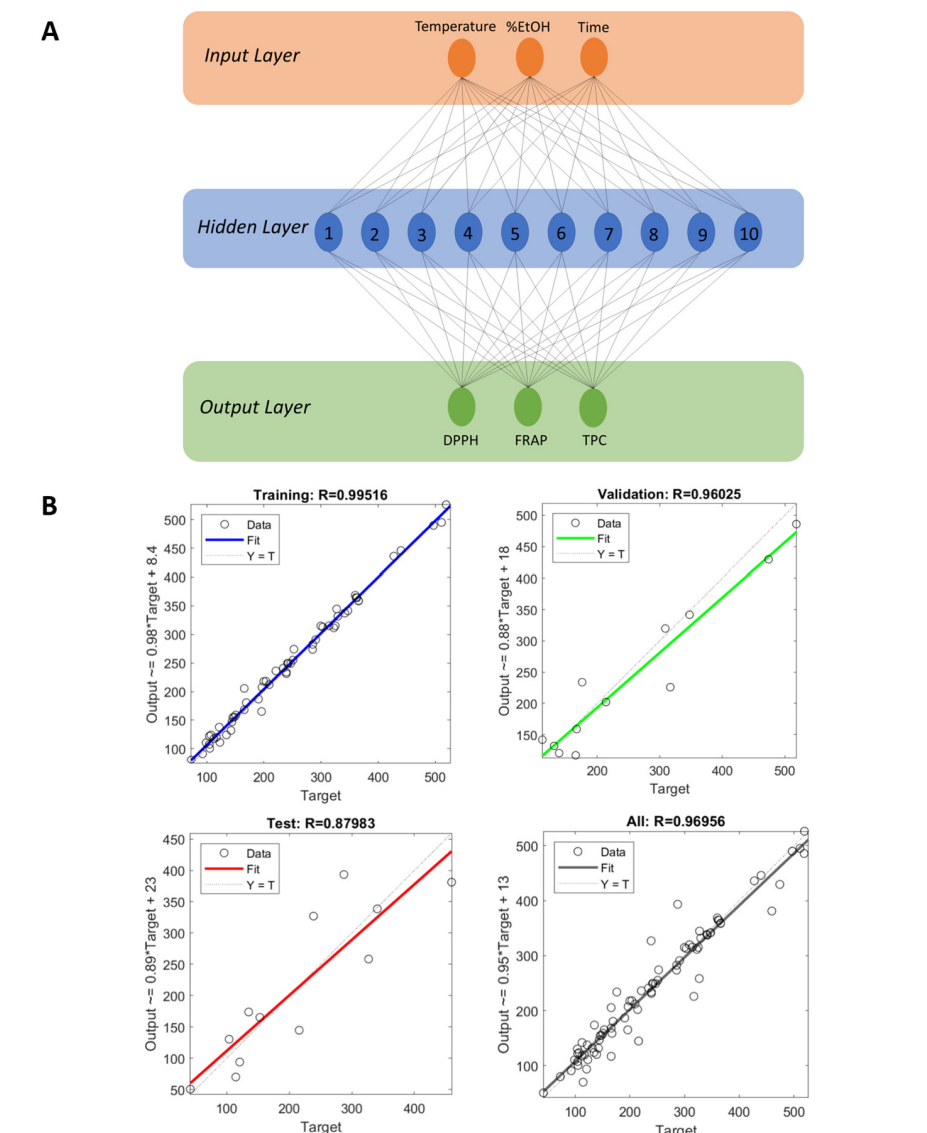 A
Temperature %EtOH Time
Input Layer
Hidden Layer 1 2 3 4 5 6 7 8 9 10
Output Layer
DPPH FRAP TPC
B
Training: R=0.99516
Data
Fit
Y = T
Output ~= 0.98*Target + 8.4
500
450
400
350
300
250
200
150
100
100 200 300 400 500
Target
Validation: R=0.96025
Data
Fit
Y = T
Output ~= 0.88*Target + 18
500
450
400
350
300
250
200
150
200 300 400 500
Target
Test: R=0.87983
Data
Fit
Y = T
Output ~= 0.89*Target + 23
450
400
350
300
250
200
150
100
50
100 200 300 400
Target
All: R=0.96956
Data
Fit
Y = T
Output ~= 0.95*Target + 13
500
400
300
200
100
100 200 300 400 500
Target